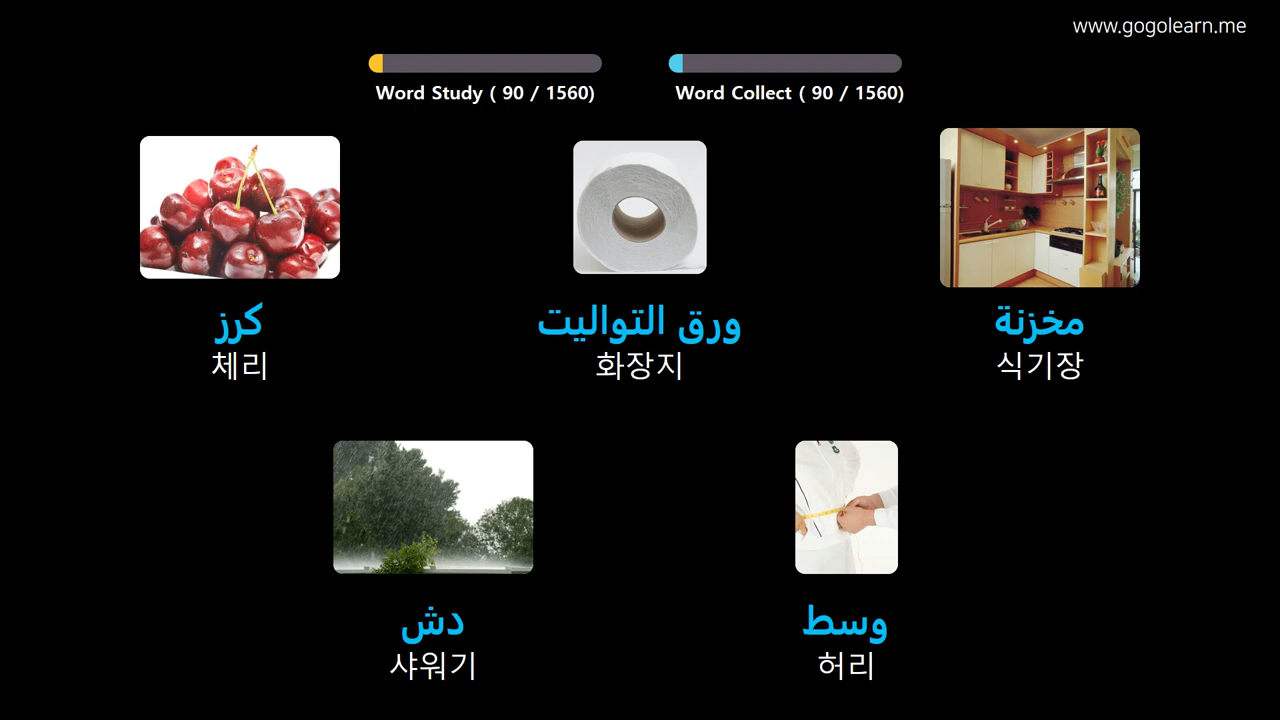 www.gogolearn.me
Word Study ( 90 / 1560)
Word Collect ( 90 / 1560)
كرز
체리
ورق التواليت
화장지
مخزنة
식기장
دش
샤워기
وسط
허리